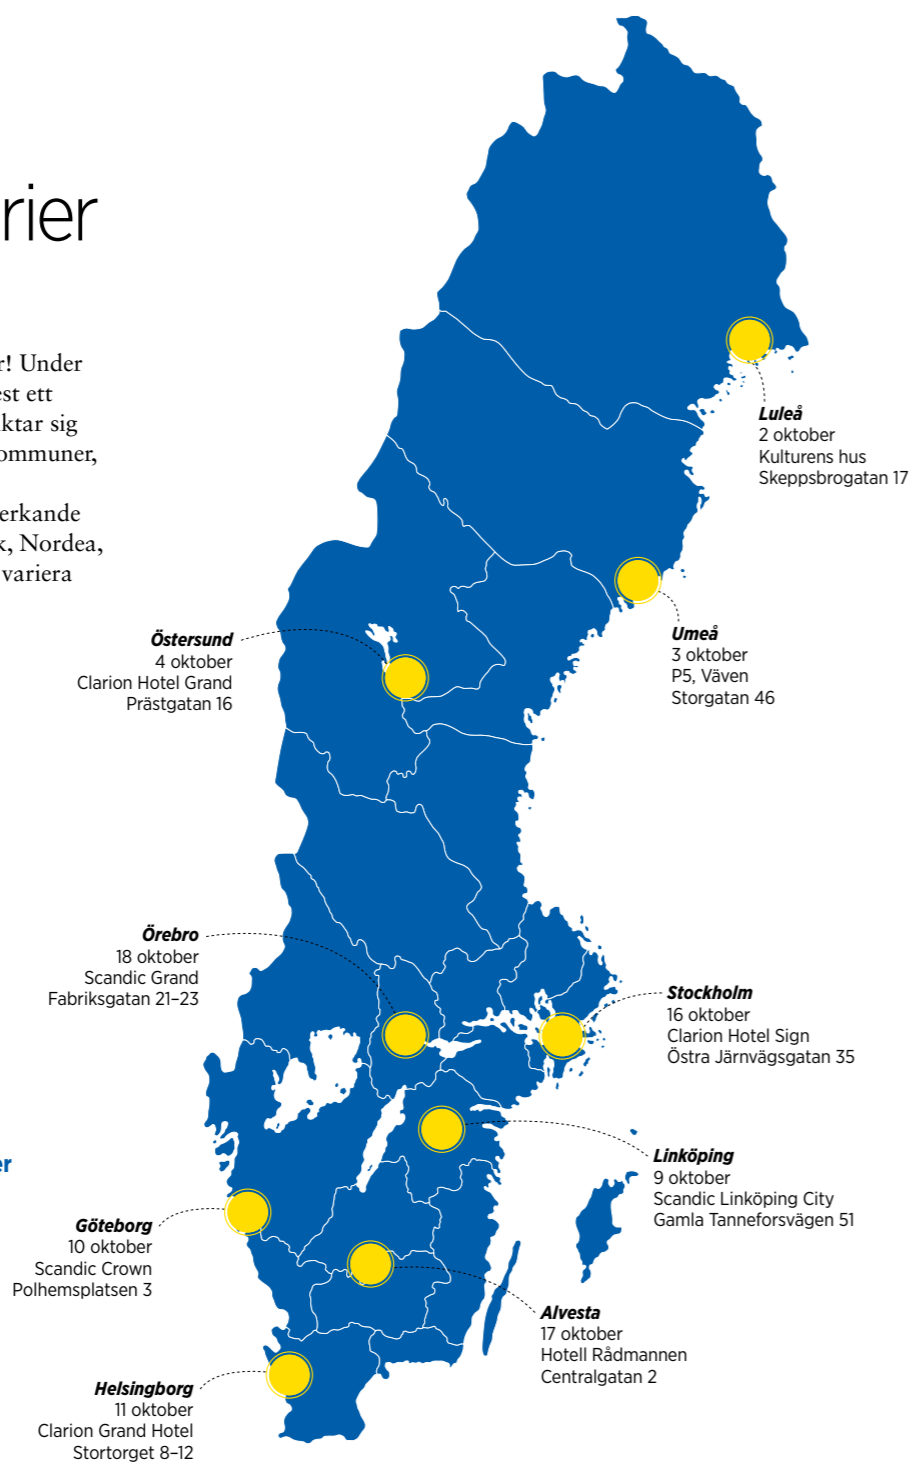 rier
r! Under
est ett
ktar sig
ommuner,
erkande
k, Nordea,
variera
er
Luleå
2 oktober
Kulturens hus
Skeppsbrogatan 17
Umeå
3 oktober
P5, Väven
Storgatan 46
Östersund
4 oktober
Clarion Hotel Grand
Prästgatan 16
Örebro
18 oktober
Scandic Grand
Fabriksgatan 21–23
Stockholm
16 oktober
Clarion Hotel Sign
Östra Järnvägsgatan 35
Linköping
9 oktober
Scandic Linköping City
Gamla Tanneforsvägen 51
Göteborg
10 oktober
Scandic Crown
Polhemsplatsen 3
Alvesta
17 oktober
Hotell Rådmannen
Centralgatan 2
Helsingborg
11 oktober
Clarion Grand Hotel
Stortorget 8–12